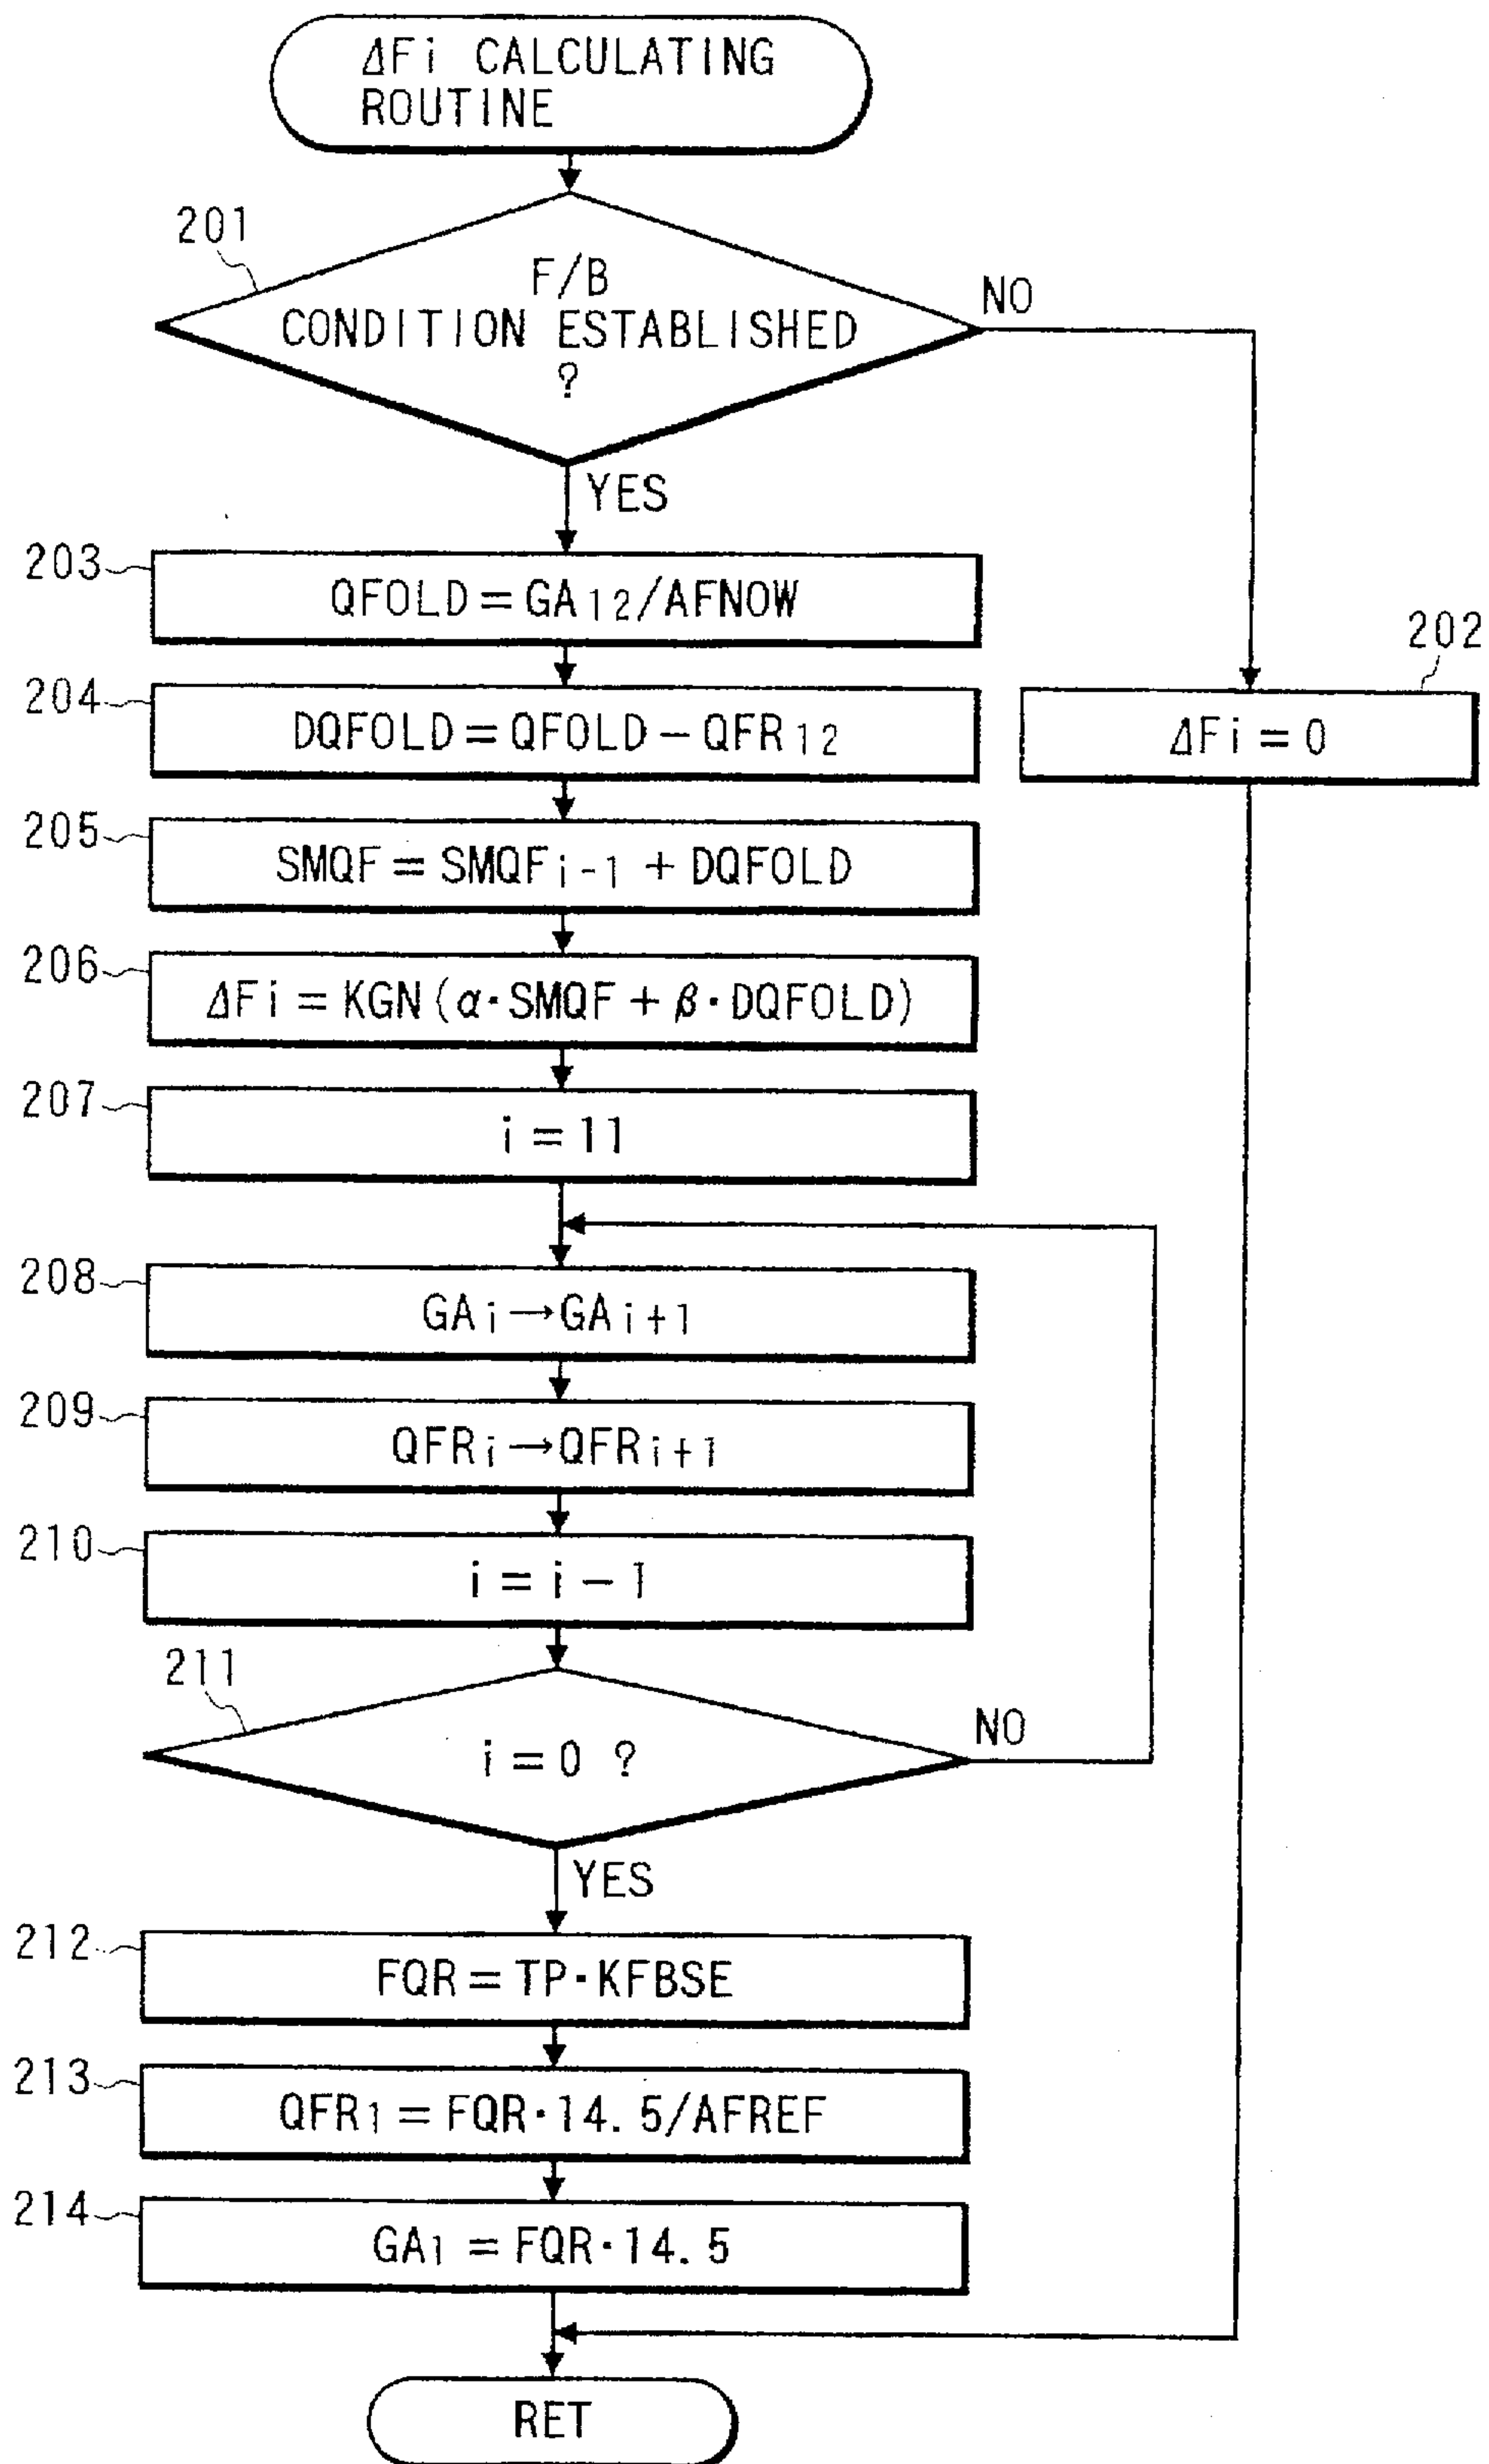 ΔFi CALCULATING
ROUTINE
201
F/B
CONDITION ESTABLISHED
?
NO
YES
203
QFOLD = GA12/AFNOW
202
ΔFi = 0
204
DQFOLD = QFOLD - QFR12
205
SMQF = SMQFi-1 + DQFOLD
206
ΔFi = KGN (α·SMQF + β·DQFOLD)
207
i = 11
208
GAi → GAi+1
209
QFRi → QFRi+1
210
i = i - 1
211
i = 0 ?
NO
YES
212
FQR = TP·KFBSE
213
QFR1 = FQR·14.5/AFREF
214
GA1 = FQR·14.5
RET